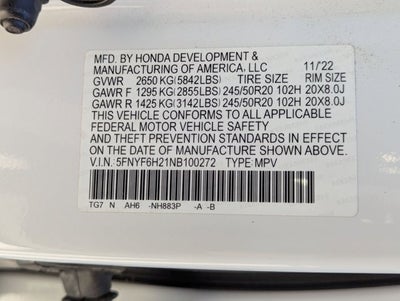 MFD. BY HONDA DEVELOPMENT & 
MANUFACTURING OF AMERICA, LLC 11/22
GVWR 2650 KG (5842LBS) TIRE SIZE RIM SIZE
GAWR F 1295 KG (2855LBS) 245/50R20 102H 20X8.0J
GAWR R 1425 KG (3142LBS) 245/50R20 102H 20X8.0J
THIS VEHICLE CONFORMS TO ALL APPLICABLE
FEDERAL MOTOR VEHICLE SAFETY
AND THEFT PREVENTION STANDARDS IN EFFECT
ON THE DATE OF MANUFACTURE SHOWN ABOVE.
V.I.N. 5FNYF6H21NB100272 TYPE: MPV
TG7 N AH6 -NH883P -A -B